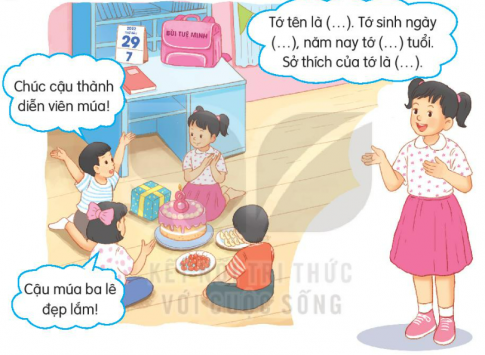 Tớ tên là (...). Tớ sinh ngày
(...), năm nay tớ (...) tuổi.
Sở thích của tớ là (...).
29
7
BÙI TUỆ MINH
Chúc cậu thành
diễn viên múa!
8
Cậu múa ba lê
đẹp lắm!
KẾT NỐI TRI THỨC
VỚI CUỘC SỐNG